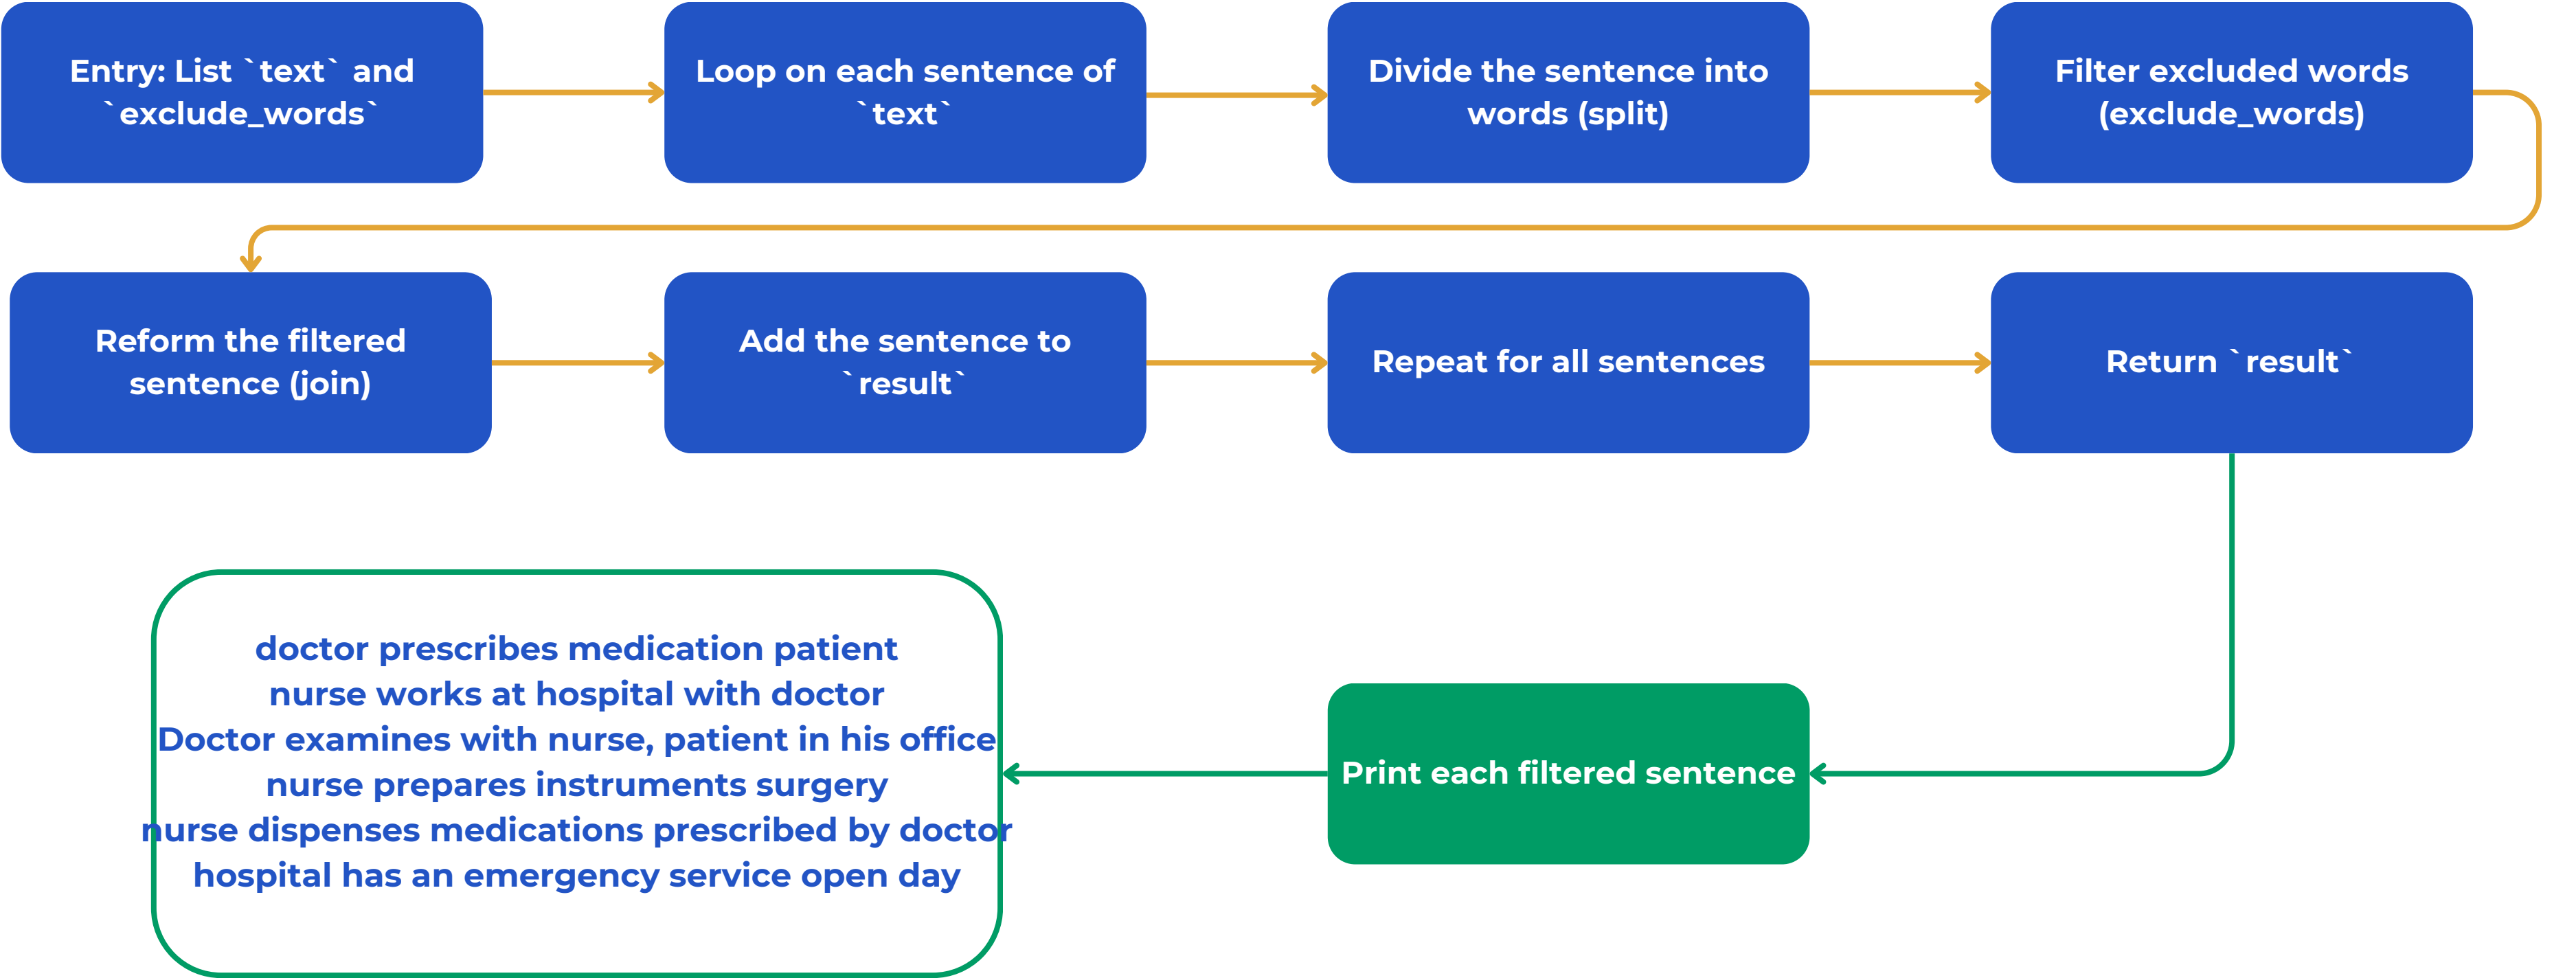 Entry: List `text` and
`exclude_words`
Loop on each sentence of
`text`
Divide the sentence into
words (split)
Filter excluded words
(exclude_words)
Reform the filtered
sentence (join)
Add the sentence to
`result`
Repeat for all sentences
Return `result`
Print each filtered sentence
doctor prescribes medication patient
nurse works at hospital with doctor
Doctor examines with nurse, patient in his office
nurse prepares instruments surgery
nurse dispenses medications prescribed by doctor
hospital has an emergency service open day